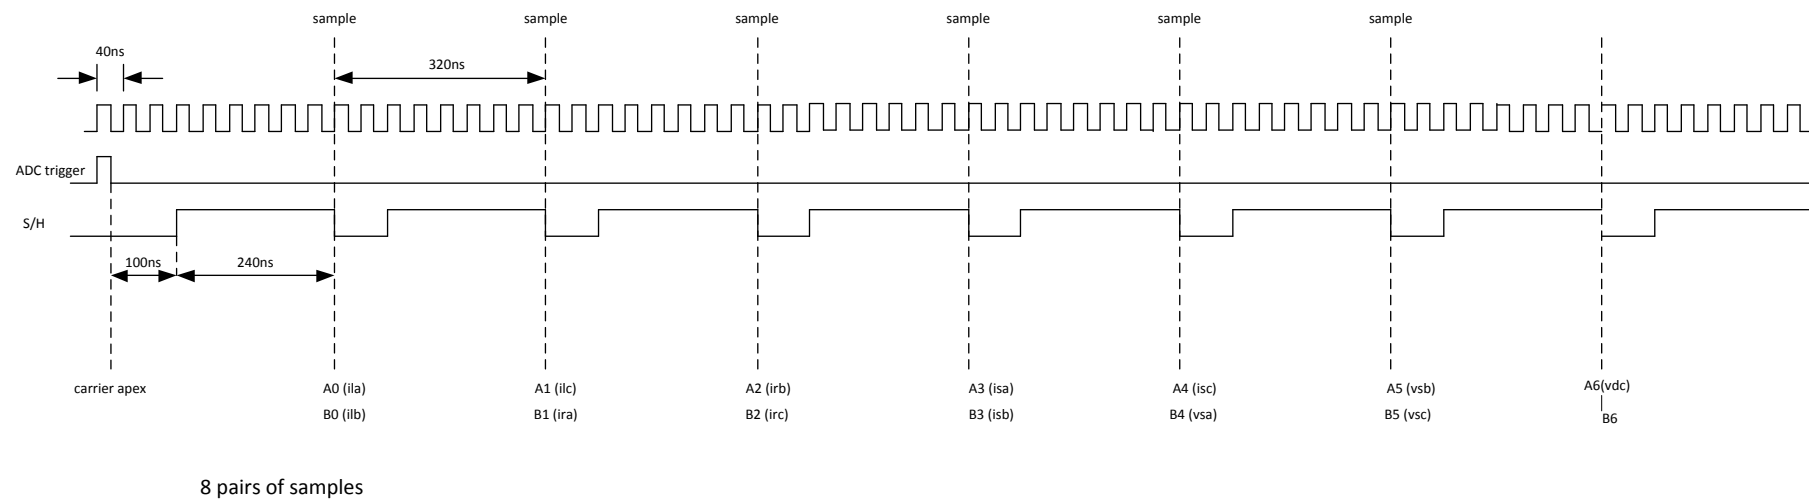 sample sample sample sample sample sample
40ns
320ns
ADC trigger
S/H
100ns 240ns
carrier apex A0 (ila) A1 (ilc) A2 (irb) A3 (isa) A4 (isc) A5 (vsb) A6(vdc)
B0 (ilb) B1 (ira) B2 (irc) B3 (isb) B4 (vsa) B5 (vsc) B6
8 pairs of samples